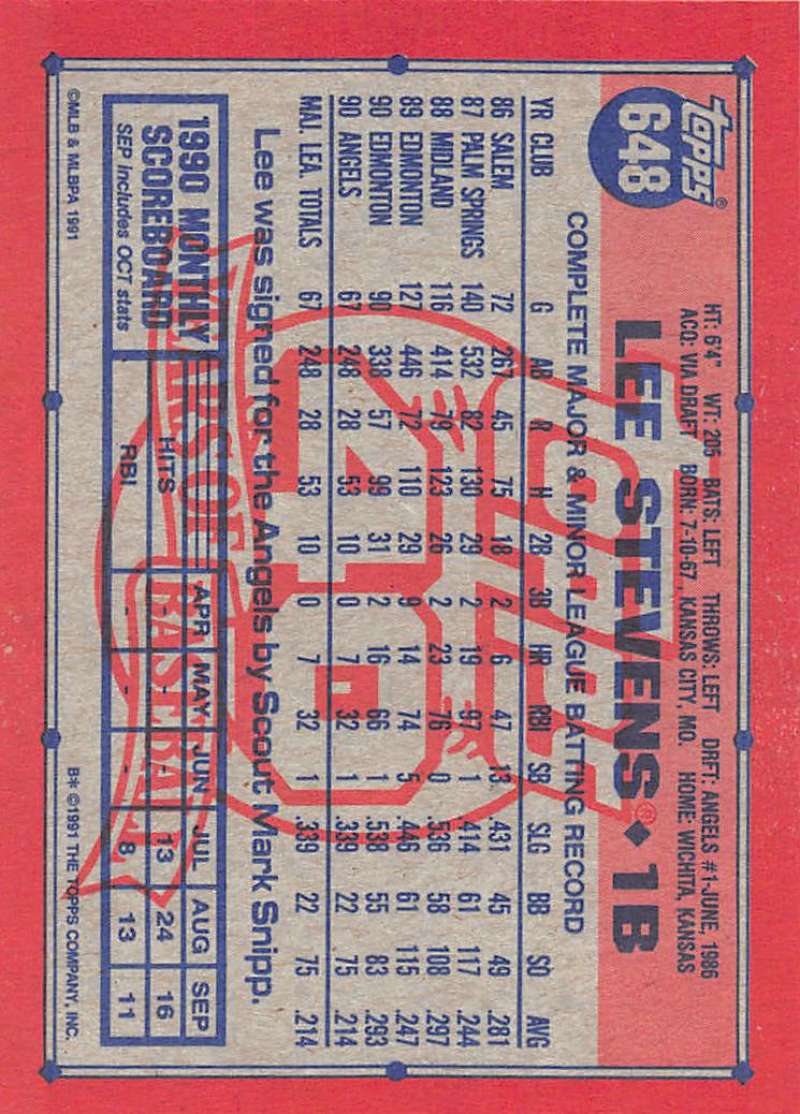 Topps®
648
HT: 6'4" WT: 205 BATS: LEFT THROWS: LEFT DRFT: ANGELS #1-JUNE, 1986
ACQ: VIA DRAFT BORN: 7-10-67, KANSAS CITY, MO. HOME: WICHITA, KANSAS
LEE STEVENS® ◆ 1B
COMPLETE MAJOR & MINOR LEAGUE BATTING RECORD
YR CLUB G AB R H 2B 3B HR RBI SB SLG BB SO AVG
86 SALEM 72 267 45 75 18 2 6 47 13 .431 45 49 .281
87 PALM SPRINGS 140 532 82 130 29 2 19 97 1 .414 61 117 .244
88 MIDLAND 116 414 79 123 26 2 23 76 0 .536 58 108 .297
89 EDMONTON 127 446 72 110 29 9 14 74 5 .446 61 115 .247
90 EDMONTON 90 338 57 99 31 2 16 66 1 .538 55 83 .293
90 ANGELS 67 248 28 53 10 0 7 32 1 .339 22 75 .214
MAJ. LEA. TOTALS 67 248 28 53 10 0 7 32 1 .339 22 75 .214
Lee was signed for the Angels by Scout Mark Snipp.
1990 MONTHLY SCOREBOARD
SEP Includes OCT stats
APR MAY JUN JUL AUG SEP
HITS - - - 13 24 16
RBI - - - 8 13 11
TOPPS
40
YEARS OF BASEBALL
©MLB & MLBPA 1991
B✻ ©1991 THE TOPPS COMPANY, INC.